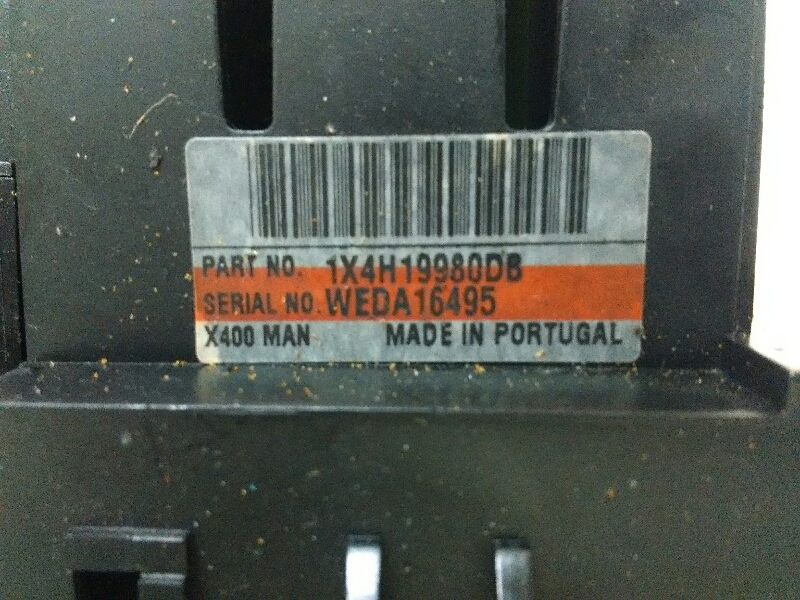 PART NO. 1X4H19980DB
SERIAL NO. WEDA16495
X400 MAN MADE IN PORTUGAL